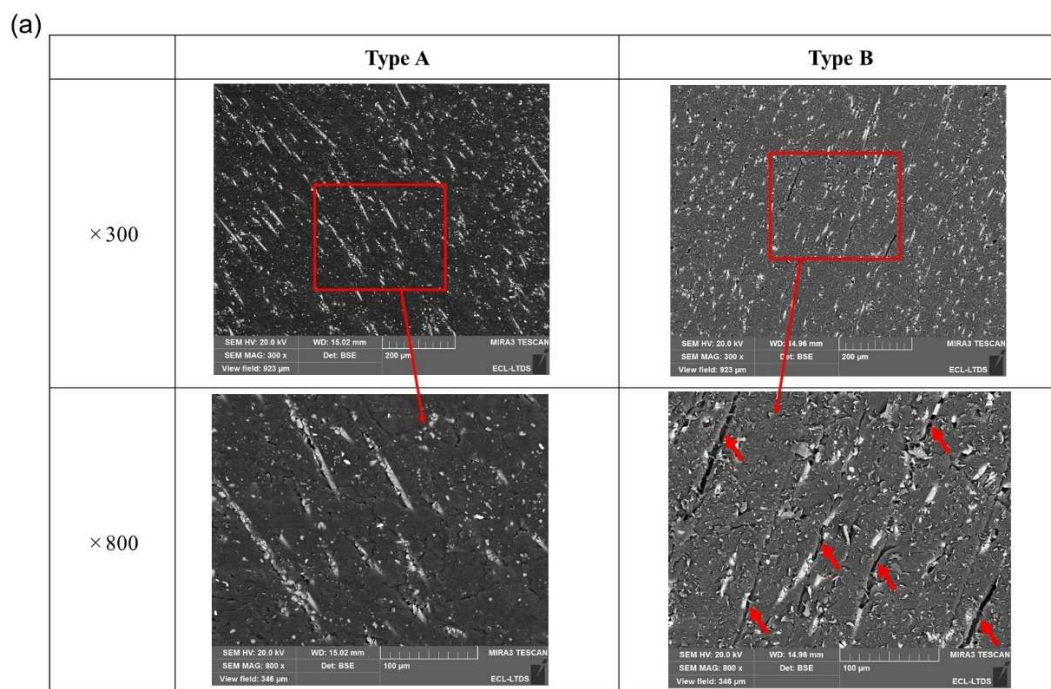 (a)
Type A
Type B
×300
SEM HV: 20.0 kV WD: 15.02 mm MIRA3 TESCAN
SEM MAG: 300 x Det: BSE 200 µm
View field: 923 µm ECL-LTDS
SEM HV: 20.0 kV WD: 14.96 mm MIRA3 TESCAN
SEM MAG: 300 x Det: BSE 200 µm
View field: 923 µm ECL-LTDS
×800
SEM HV: 20.0 kV WD: 15.02 mm MIRA3 TESCAN
SEM MAG: 800 x Det: BSE 100 µm
View field: 346 µm ECL-LTDS
SEM HV: 20.0 kV WD: 14.96 mm MIRA3 TESCAN
SEM MAG: 800 x Det: BSE 100 µm
View field: 346 µm ECL-LTDS